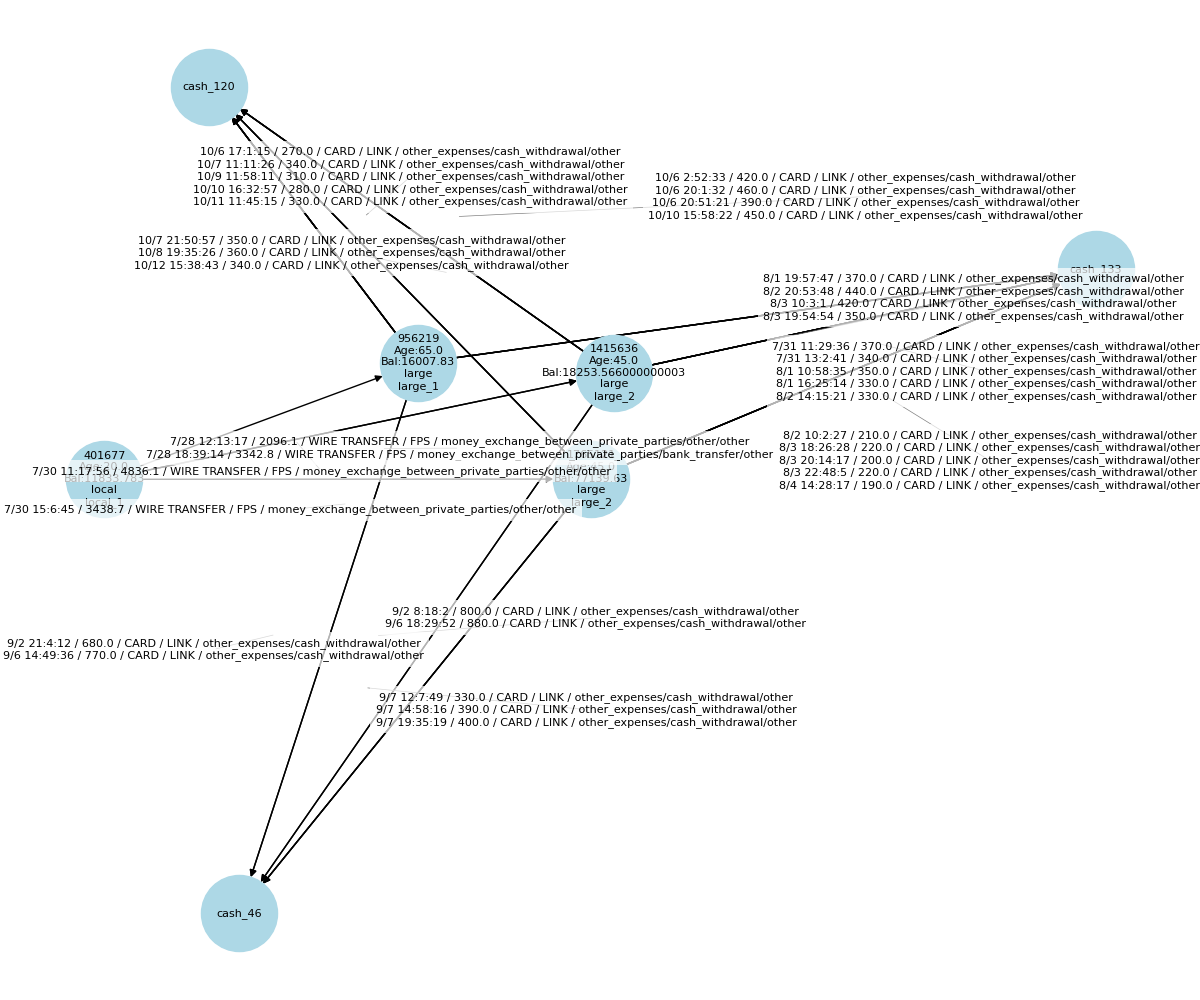 cash_120
10/6 17:1:15 / 270.0 / CARD / LINK / other_expenses/cash_withdrawal/other
10/7 11:11:26 / 340.0 / CARD / LINK / other_expenses/cash_withdrawal/other
10/9 11:58:11 / 310.0 / CARD / LINK / other_expenses/cash_withdrawal/other
10/10 16:32:57 / 280.0 / CARD / LINK / other_expenses/cash_withdrawal/other
10/11 11:45:15 / 330.0 / CARD / LINK / other_expenses/cash_withdrawal/other
10/6 2:52:33 / 420.0 / CARD / LINK / other_expenses/cash_withdrawal/other
10/6 20:1:32 / 460.0 / CARD / LINK / other_expenses/cash_withdrawal/other
10/6 20:51:21 / 390.0 / CARD / LINK / other_expenses/cash_withdrawal/other
10/10 15:58:22 / 450.0 / CARD / LINK / other_expenses/cash_withdrawal/other
10/7 21:50:57 / 350.0 / CARD / LINK / other_expenses/cash_withdrawal/other
10/8 19:35:26 / 360.0 / CARD / LINK / other_expenses/cash_withdrawal/other
10/12 15:38:43 / 340.0 / CARD / LINK / other_expenses/cash_withdrawal/other
cash_133
8/1 19:57:47 / 370.0 / CARD / LINK / other_expenses/cash_withdrawal/other
8/2 20:53:48 / 440.0 / CARD / LINK / other_expenses/cash_withdrawal/other
8/3 10:3:1 / 420.0 / CARD / LINK / other_expenses/cash_withdrawal/other
8/3 19:54:54 / 350.0 / CARD / LINK / other_expenses/cash_withdrawal/other
956219
Age:65.0
Bal:16007.83
large
large_1
1415636
Age:45.0
Bal:18253.566000000003
large
large_2
7/31 11:29:36 / 370.0 / CARD / LINK / other_expenses/cash_withdrawal/other
7/31 13:2:41 / 340.0 / CARD / LINK / other_expenses/cash_withdrawal/other
8/1 10:58:35 / 350.0 / CARD / LINK / other_expenses/cash_withdrawal/other
8/1 16:25:14 / 330.0 / CARD / LINK / other_expenses/cash_withdrawal/other
8/2 14:15:21 / 330.0 / CARD / LINK / other_expenses/cash_withdrawal/other
8/2 10:2:27 / 210.0 / CARD / LINK / other_expenses/cash_withdrawal/other
8/3 18:26:28 / 220.0 / CARD / LINK / other_expenses/cash_withdrawal/other
8/3 20:14:17 / 200.0 / CARD / LINK / other_expenses/cash_withdrawal/other
8/3 22:48:5 / 220.0 / CARD / LINK / other_expenses/cash_withdrawal/other
8/4 14:28:17 / 190.0 / CARD / LINK / other_expenses/cash_withdrawal/other
7/28 12:13:17 / 2096.1 / WIRE TRANSFER / FPS / money_exchange_between_private_parties/other/other
7/28 18:39:14 / 3342.8 / WIRE TRANSFER / FPS / money_exchange_between_private_parties/bank_transfer/other
401677
7/30 11:17:56 / 4836.1 / WIRE TRANSFER / FPS / money_exchange_between_private_parties/other/other
local
local_1
large
large_2
7/30 15:6:45 / 3438.7 / WIRE TRANSFER / FPS / money_exchange_between_private_parties/other/other
9/2 8:18:2 / 800.0 / CARD / LINK / other_expenses/cash_withdrawal/other
9/6 18:29:52 / 880.0 / CARD / LINK / other_expenses/cash_withdrawal/other
9/2 21:4:12 / 680.0 / CARD / LINK / other_expenses/cash_withdrawal/other
9/6 14:49:36 / 770.0 / CARD / LINK / other_expenses/cash_withdrawal/other
9/7 12:7:49 / 330.0 / CARD / LINK / other_expenses/cash_withdrawal/other
9/7 14:58:16 / 390.0 / CARD / LINK / other_expenses/cash_withdrawal/other
9/7 19:35:19 / 400.0 / CARD / LINK / other_expenses/cash_withdrawal/other
cash_46